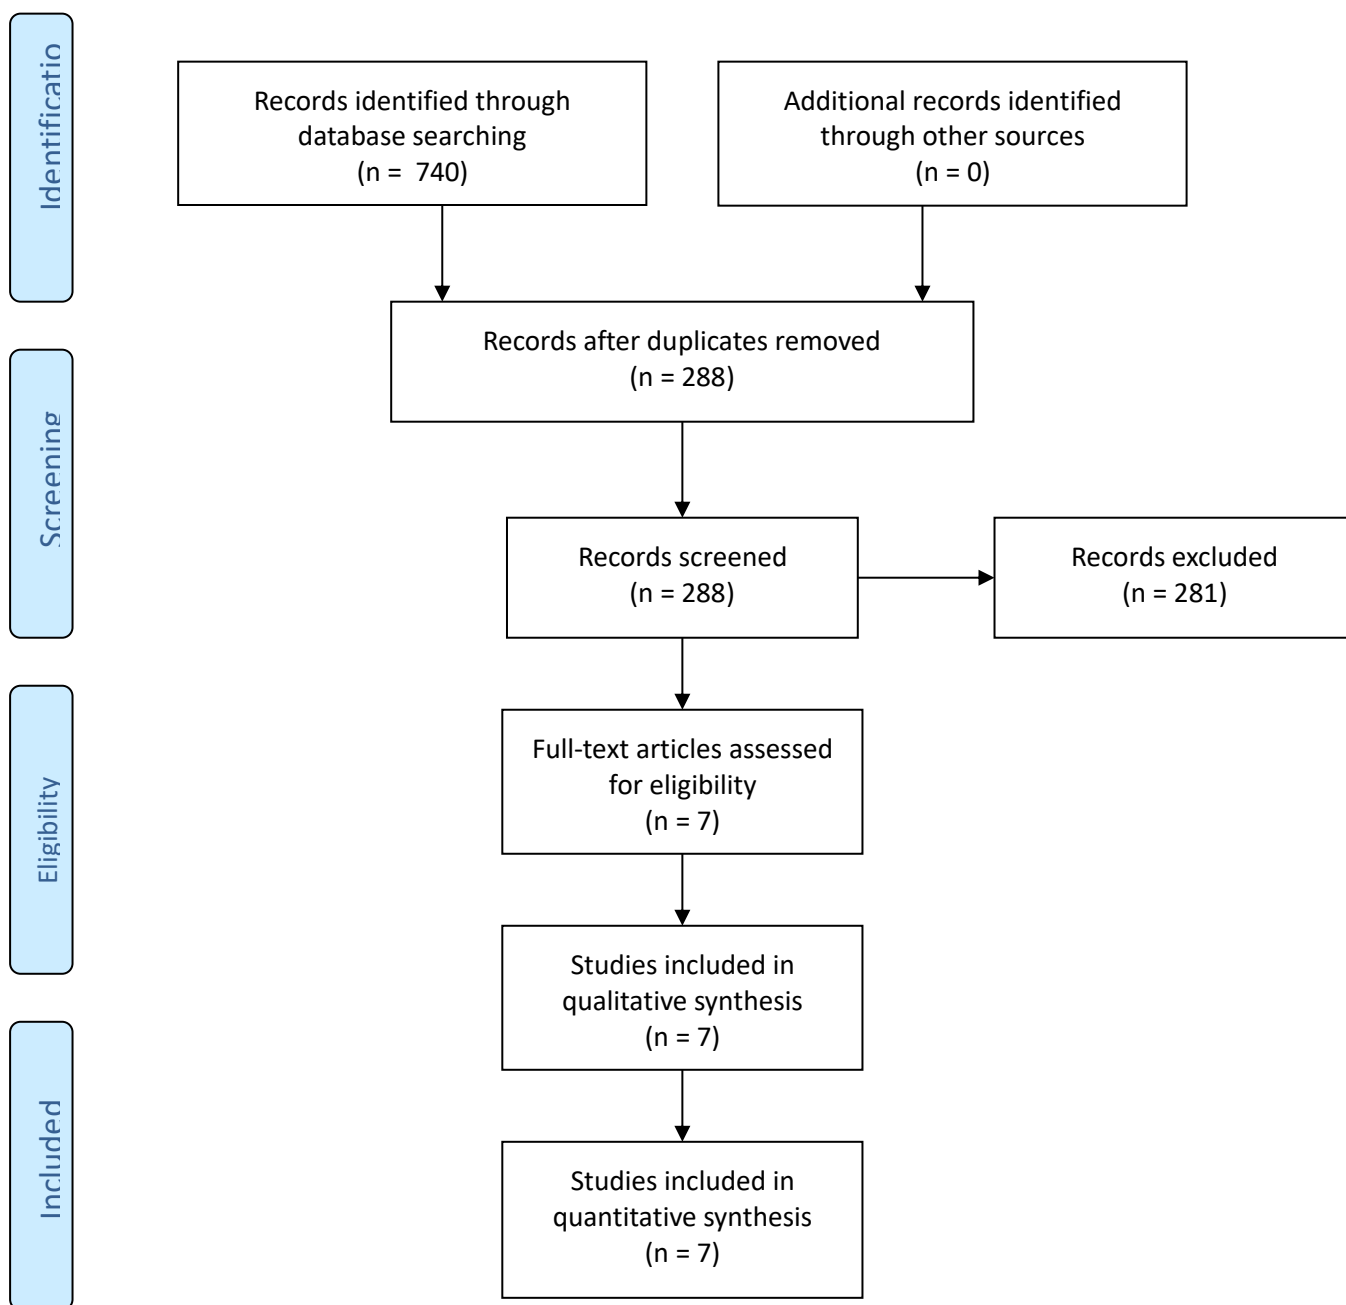 Identificatio
Records identified through
database searching
(n =  740)
Additional records identified
through other sources
(n = 0)
Records after duplicates removed
(n = 288)
Screening
Records screened
(n = 288)
Records excluded
(n = 281)
Eligibility
Full-text articles assessed
for eligibility
(n = 7)
Studies included in
qualitative synthesis
(n = 7)
Included
Studies included in
quantitative synthesis
(n = 7)